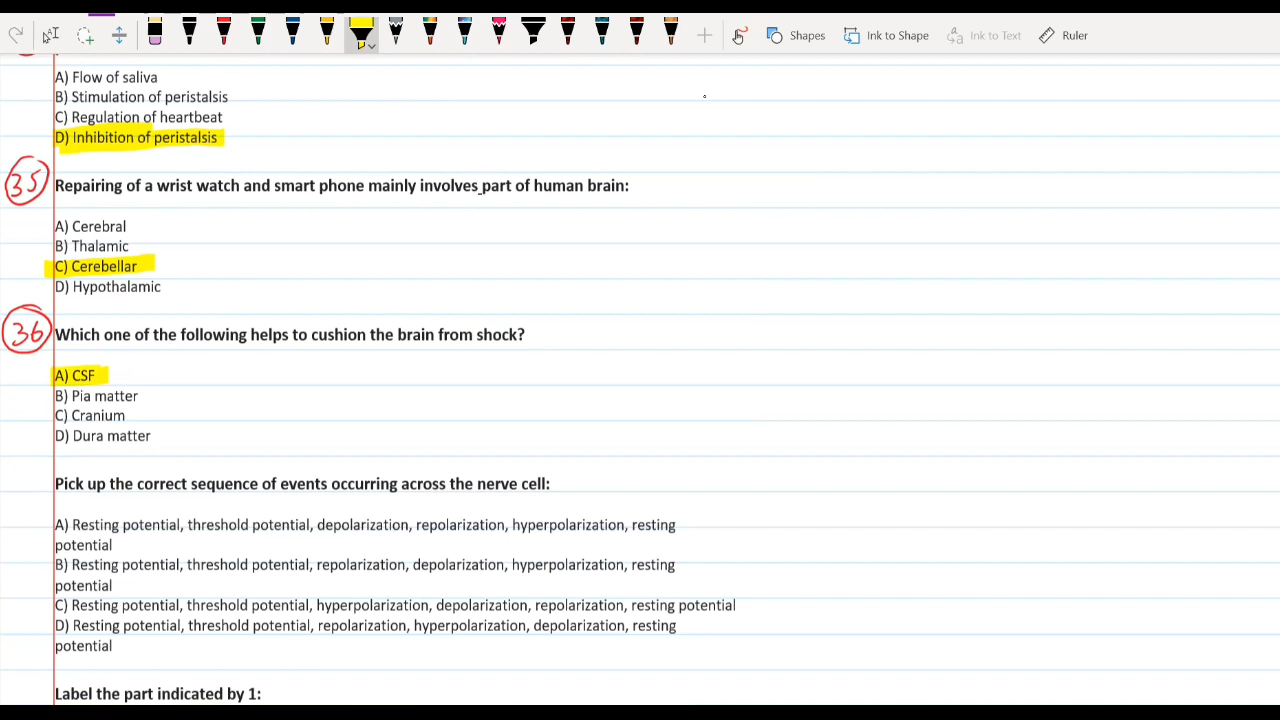 Shapes
Ink to Shape
Ink to Text
Ruler
A) Flow of saliva
B) Stimulation of peristalsis
C) Regulation of heartbeat
D) Inhibition of peristalsis
35
Repairing of a wrist watch and smart phone mainly involves_part of human brain:
A) Cerebral
B) Thalamic
C) Cerebellar
D) Hypothalamic
36
Which one of the following helps to cushion the brain from shock?
A) CSF
B) Pia matter
C) Cranium
D) Dura matter
Pick up the correct sequence of events occurring across the nerve cell:
A) Resting potential, threshold potential, depolarization, repolarization, hyperpolarization, resting
potential
B) Resting potential, threshold potential, repolarization, depolarization, hyperpolarization, resting
potential
C) Resting potential, threshold potential, hyperpolarization, depolarization, repolarization, resting potential
D) Resting potential, threshold potential, repolarization, hyperpolarization, depolarization, resting
potential
Label the part indicated by 1: